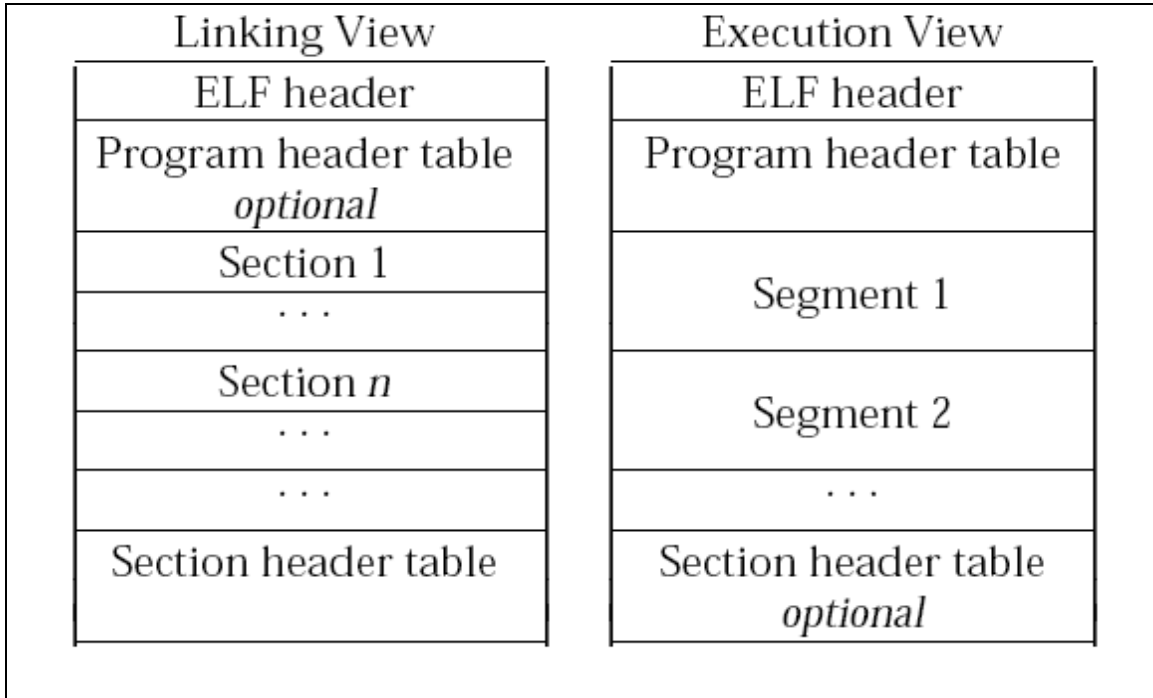 Linking View
ELF header
Program header table
optional
Section 1
. . .
Section n
. . .
. . .
Section header table
Execution View
ELF header
Program header table
Segment 1
Segment 2
. . .
Section header table
optional